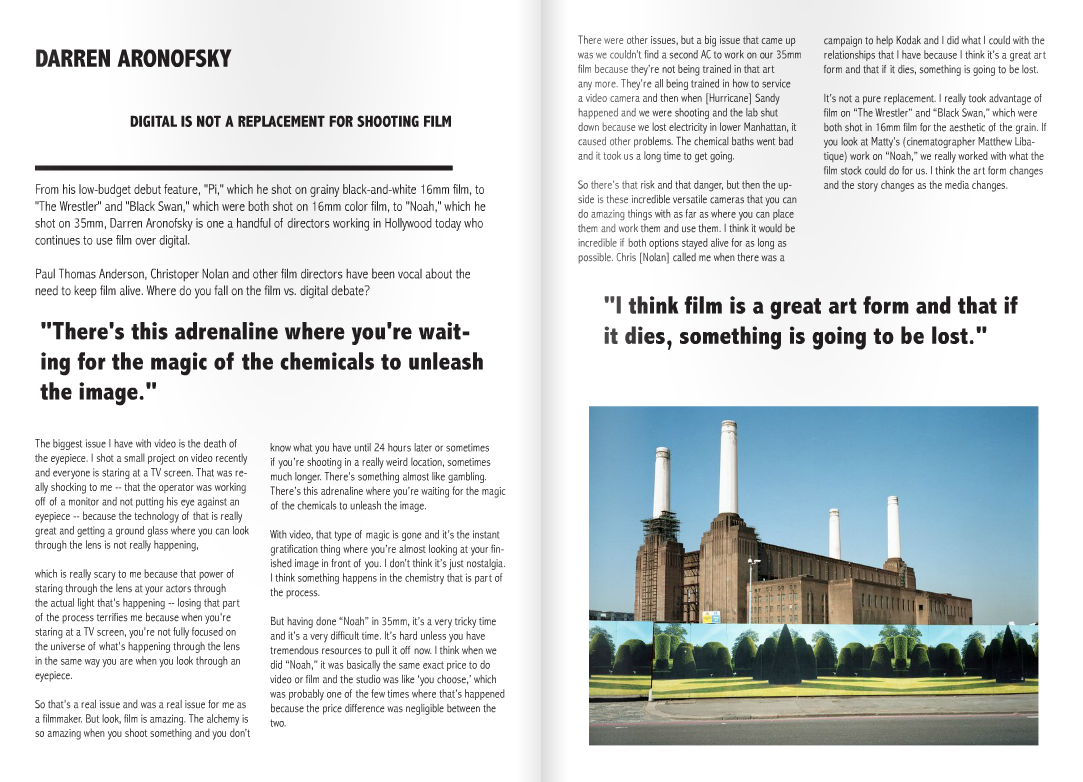 DARREN ARONOFSKY
DIGITAL IS NOT A REPLACEMENT FOR SHOOTING FILM
From his low-budget debut feature, "Pi," which he shot on grainy black-and-white 16mm film, to
"The Wrestler" and "Black Swan," which were both shot on 16mm color film, to "Noah," which he
shot on 35mm, Darren Aronofsky is one a handful of directors working in Hollywood today who
continues to use film over digital.
Paul Thomas Anderson, Christoper Nolan and other film directors have been vocal about the
need to keep film alive. Where do you fall on the film vs. digital debate?
"There's this adrenaline where you're wait-
ing for the magic of the chemicals to unleash
the image."
The biggest issue I have with video is the death of
the eyepiece. I shot a small project on video recently
and everyone is staring at a TV screen. That was re-
ally shocking to me -- that the operator was working
off of a monitor and not putting his eye against an
eyepiece -- because the technology of that is really
great and getting a ground glass where you can look
through the lens is not really happening,
which is really scary to me because that power of
staring through the lens at your actors through
the actual light that's happening -- losing that part
of the process terrifies me because when you're
staring at a TV screen, you're not fully focused on
the universe of what's happening through the lens
in the same way you are when you look through an
eyepiece.
So that's a real issue and was a real issue for me as
a filmmaker. But look, film is amazing. The alchemy is
so amazing when you shoot something and you don't
know what you have until 24 hours later or sometimes
if you're shooting in a really weird location, sometimes
much longer. There's something almost like gambling.
There's this adrenaline where you're waiting for the magic
of the chemicals to unleash the image.
With video, that type of magic is gone and it's the instant
gratification thing where you're almost looking at your fin-
ished image in front of you. I don't think it's just nostalgia.
I think something happens in the chemistry that is part of
the process.
But having done “Noah” in 35mm, it's a very tricky time
and it's a very difficult time. It's hard unless you have
tremendous resources to pull it off now. I think when we
did “Noah,” it was basically the same exact price to do
video or film and the studio was like ‘you choose,’ which
was probably one of the few times where that's happened
because the price difference was negligible between the
two.
There were other issues, but a big issue that came up
was we couldn't find a second AC to work on our 35mm
film because they're not being trained in that art
any more. They're all being trained in how to service
a video camera and then when [Hurricane] Sandy
happened and we were shooting and the lab shut
down because we lost electricity in lower Manhattan, it
caused other problems. The chemical baths went bad
and it took us a long time to get going.
So there's that risk and that danger, but then the up-
side is these incredible versatile cameras that you can
do amazing things with as far as where you can place
them and work them and use them. I think it would be
incredible if both options stayed alive for as long as
possible. Chris [Nolan] called me when there was a
campaign to help Kodak and I did what I could with the
relationships that I have because I think it's a great art
form and that if it dies, something is going to be lost.
It's not a pure replacement. I really took advantage of
film on “The Wrestler” and “Black Swan,” which were
both shot in 16mm film for the aesthetic of the grain. If
you look at Matty's (cinematographer Matthew Liba-
tique) work on “Noah,” we really worked with what the
film stock could do for us. I think the art form changes
and the story changes as the media changes.
"I think film is a great art form and that if
it dies, something is going to be lost."